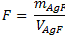 F = m_AgF / V_AgF